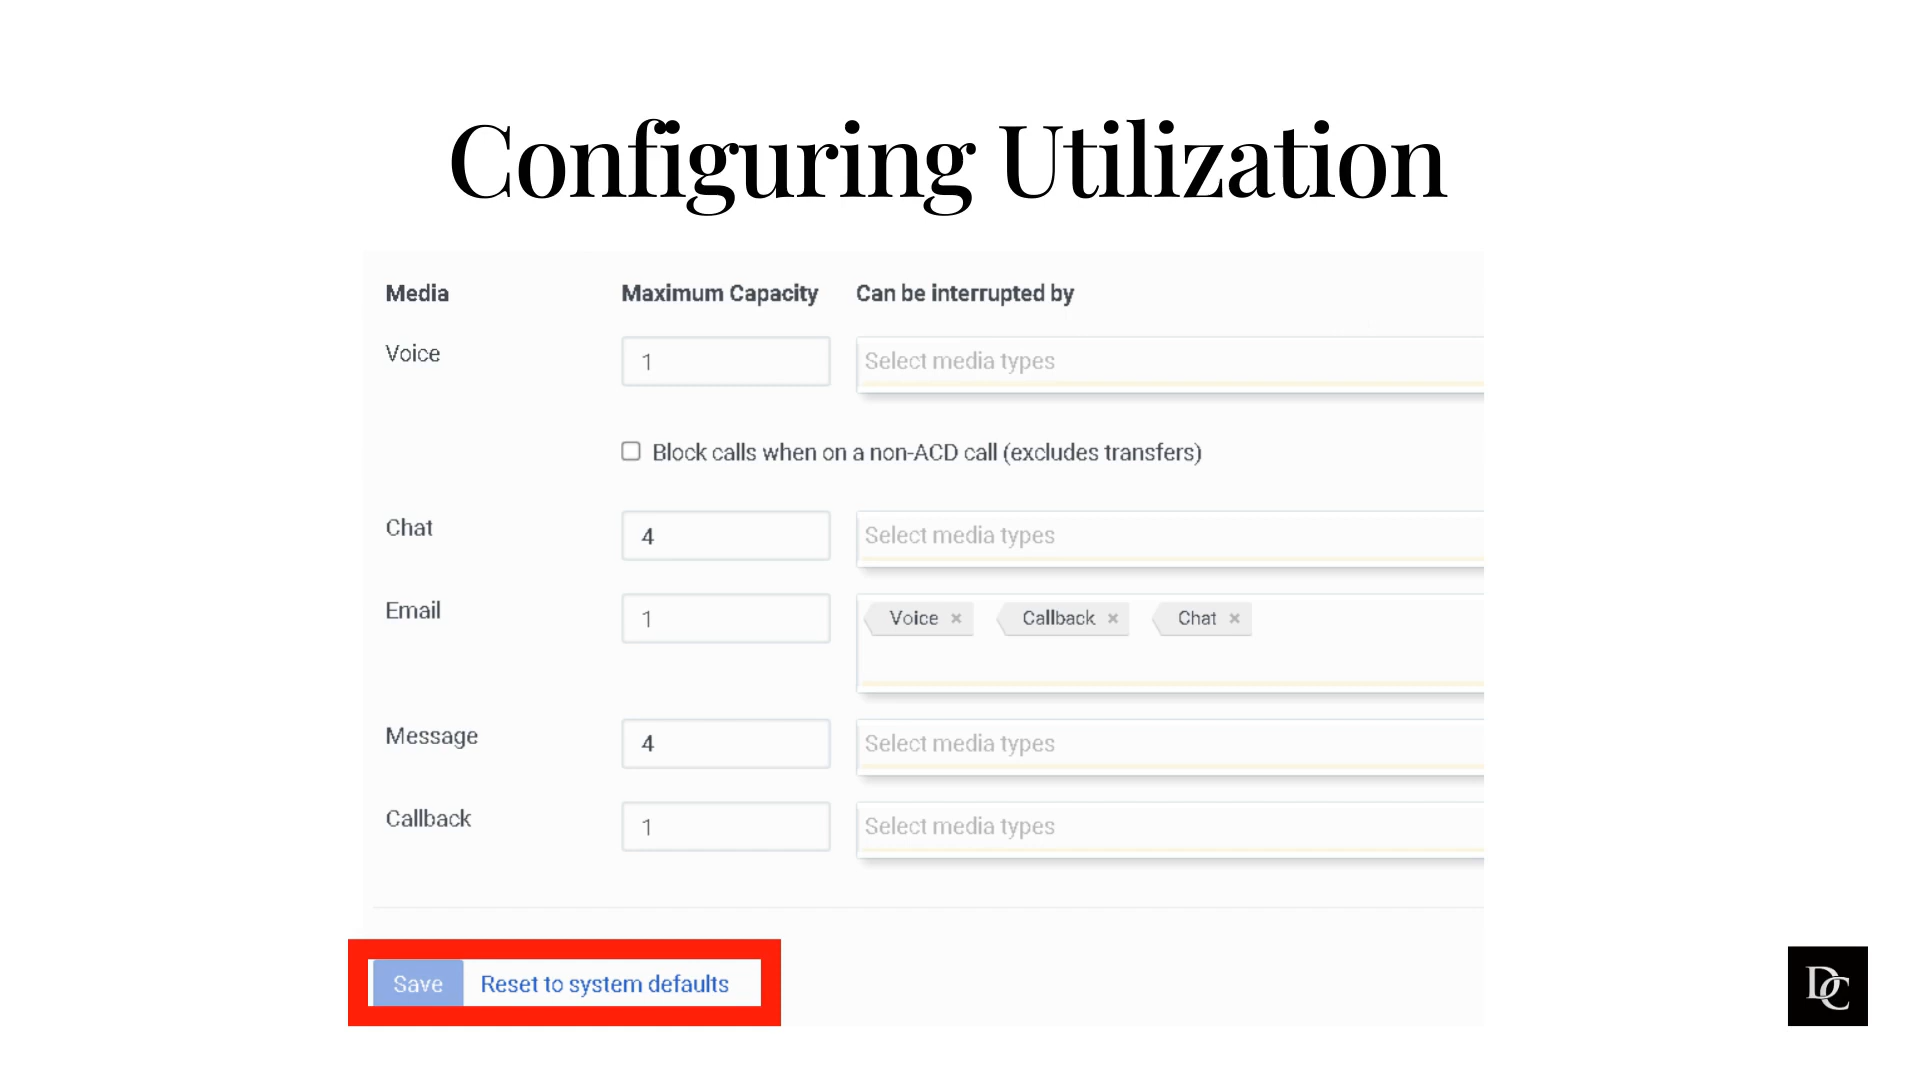 Configuring Utilization
Media Maximum Capacity Can be interrupted by
Voice 1 Select media types
Block calls when on a non-ACD call (excludes transfers)
Chat 4 Select media types
Email 1 Voice × Callback × Chat ×
Message 4 Select media types
Callback 1 Select media types
Save Reset to system defaults
DC